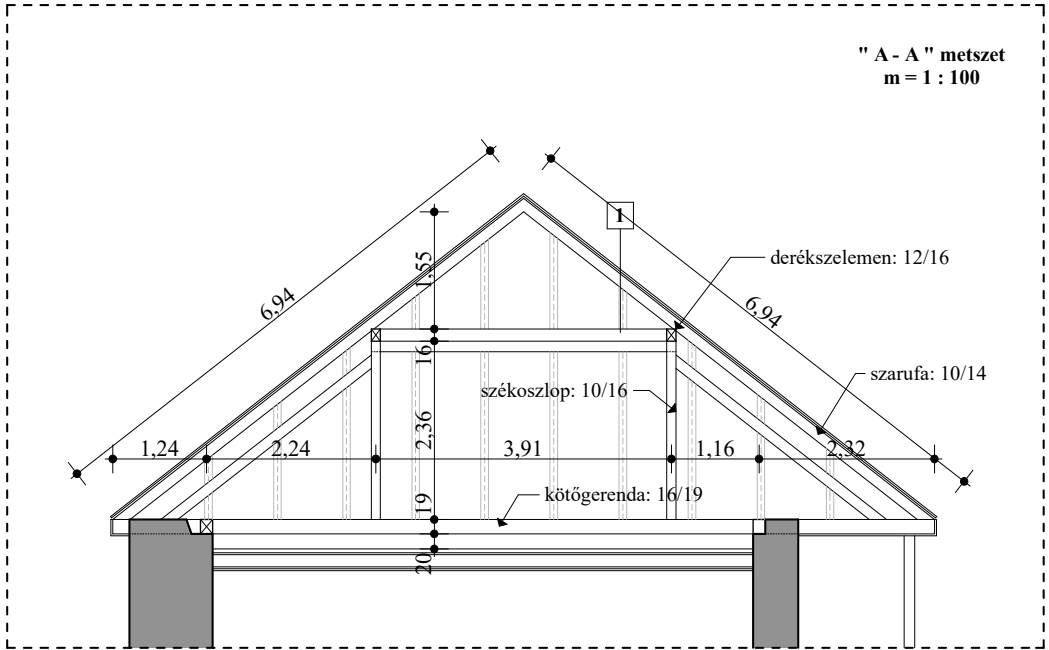 " A - A " metszet
m = 1 : 100
1
derékszelemen: 12/16
1,55
6,94
6,94
16
szarufa: 10/14
székoszlop: 10/16
2,36
1,24
2,24
3,91
1,16
2,32
kötőgerenda: 16/19
19
20